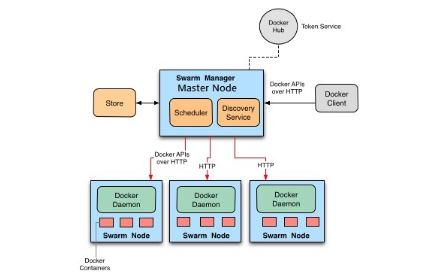 Docker
Hub
Token Service
Swarm Manager
Master Node
Docker APIs
over HTTP
Store
Scheduler
Discovery
Service
Docker
Client
Docker APIs
over HTTP
HTTP
HTTP
Docker
Daemon
Docker
Daemon
Docker
Daemon
Swarm Node
Swarm Node
Swarm Node
Docker
Containers